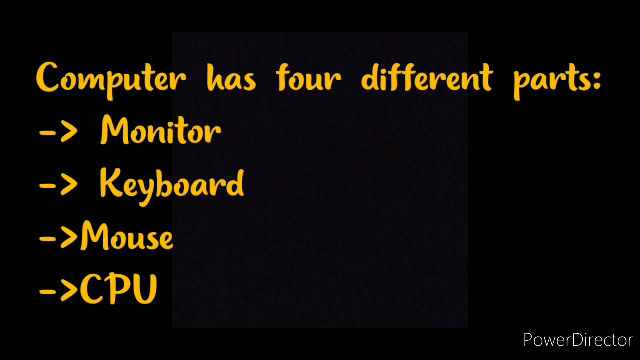 Computer has four different parts:
-> Monitor
-> Keyboard
->Mouse
->CPU
PowerDirector